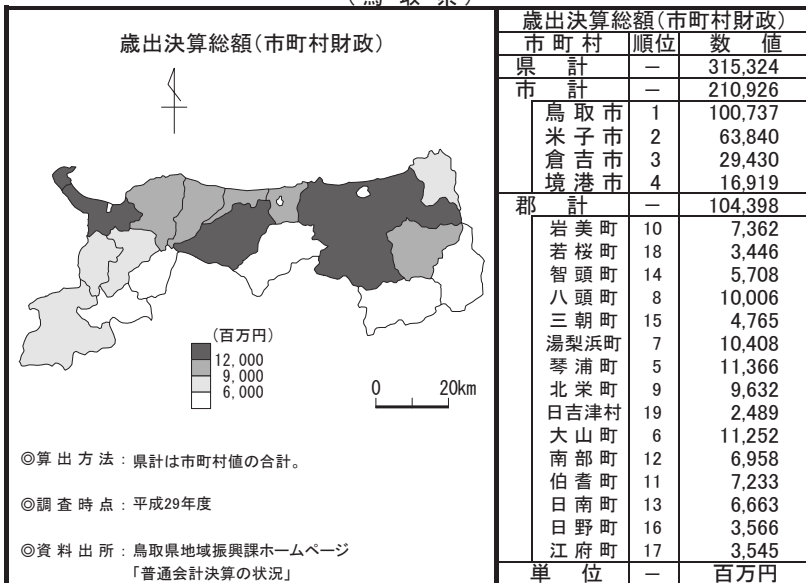 （鳥 取 県）
歳出決算総額（市町村財政）
（百万円）
12,000
9,000
6,000
0 20km
◎算 出 方 法 ： 県計は市町村値の合計。
◎調 査 時 点 ： 平成29年度
◎資 料 出 所 ： 鳥取県地域振興課ホームページ
「普通会計決算の状況」
歳出決算総額（市町村財政）
市 町 村 順位 数 値
県 計 － 315,324
市 計 － 210,926
鳥 取 市 1 100,737
米 子 市 2 63,840
倉 吉 市 3 29,430
境 港 市 4 16,919
郡 計 － 104,398
岩 美 町 10 7,362
若 桜 町 18 3,446
智 頭 町 14 5,708
八 頭 町 8 10,006
三 朝 町 15 4,765
湯梨浜町 7 10,408
琴 浦 町 5 11,366
北 栄 町 9 9,632
日吉津村 19 2,489
大 山 町 6 11,252
南 部 町 12 6,958
伯 耆 町 11 7,233
日 南 町 13 6,663
日 野 町 16 3,566
江 府 町 17 3,545
単 位 － 百万円